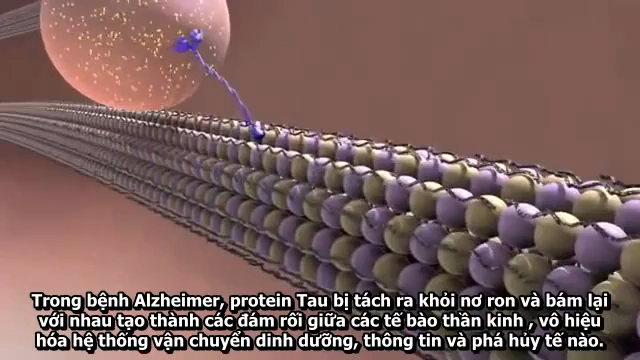 Trong bệnh Alzheimer, protein Tau bị tách ra khỏi nơ ron và bám lại
với nhau tạo thành các đám rối giữa các tế bào thần kinh , vô hiệu
hóa hệ thống vận chuyển dinh dưỡng, thông tin và phá hủy tế nào.